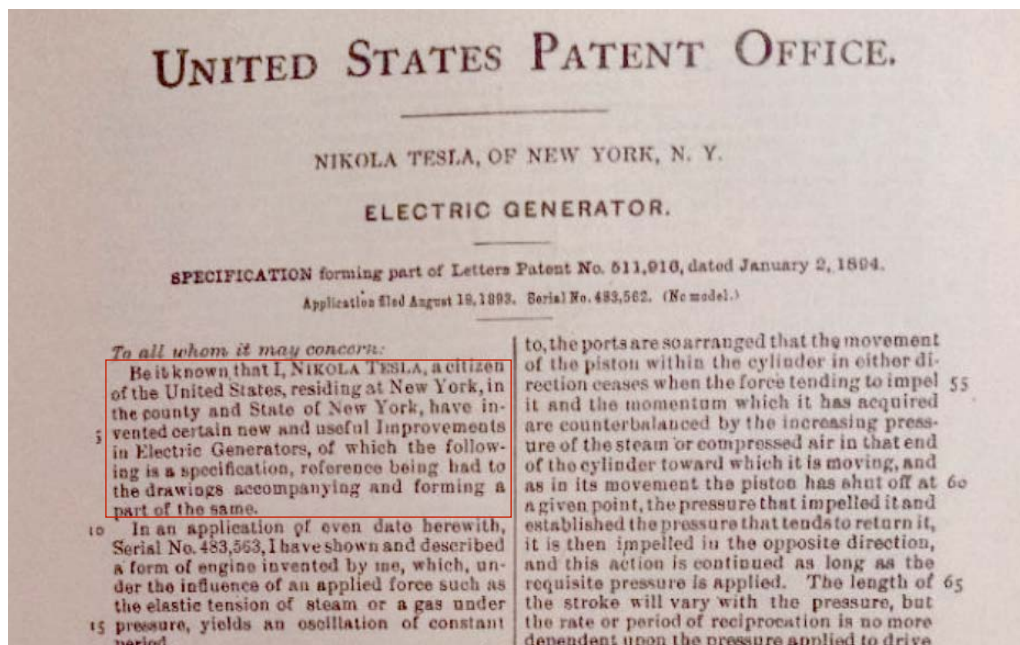 UNITED STATES PATENT OFFICE.
NIKOLA TESLA, OF NEW YORK, N. Y.
ELECTRIC GENERATOR.
SPECIFICATION forming part of Letters Patent No. 511,916, dated January 2, 1894.
Application filed August 19, 1893. Serial No. 483,562. (No model.)
To all whom it may concern:
Be it known that I, NIKOLA TESLA, a citizen
of the United States, residing at New York, in
the county and State of New York, have in-
5 vented certain new and useful Improvements
in Electric Generators, of which the follow-
ing is a specification, reference being had to
the drawings accompanying and forming a
part of the same.
10 In an application of even date herewith,
Serial No. 483,563, I have shown and described
a form of engine invented by me, which, un-
der the influence of an applied force such as
the elastic tension of steam or a gas under
15 pressure, yields an oscillation of constant
period.
to, the ports are so arranged that the movement
of the piston within the cylinder in either di-
rection ceases when the force tending to impel 55
it and the momentum which it has acquired
are counterbalanced by the increasing press-
ure of the steam or compressed air in that end
of the cylinder toward which it is moving, and
as in its movement the piston has shut off at 60
a given point, the pressure that impelled it and
established the pressure that tends to return it,
it is then impelled in the opposite direction,
and this action is continued as long as the
requisite pressure is applied. The length of 65
the stroke will vary with the pressure, but
the rate or period of reciprocation is no more
dependent upon the pressure applied to drive